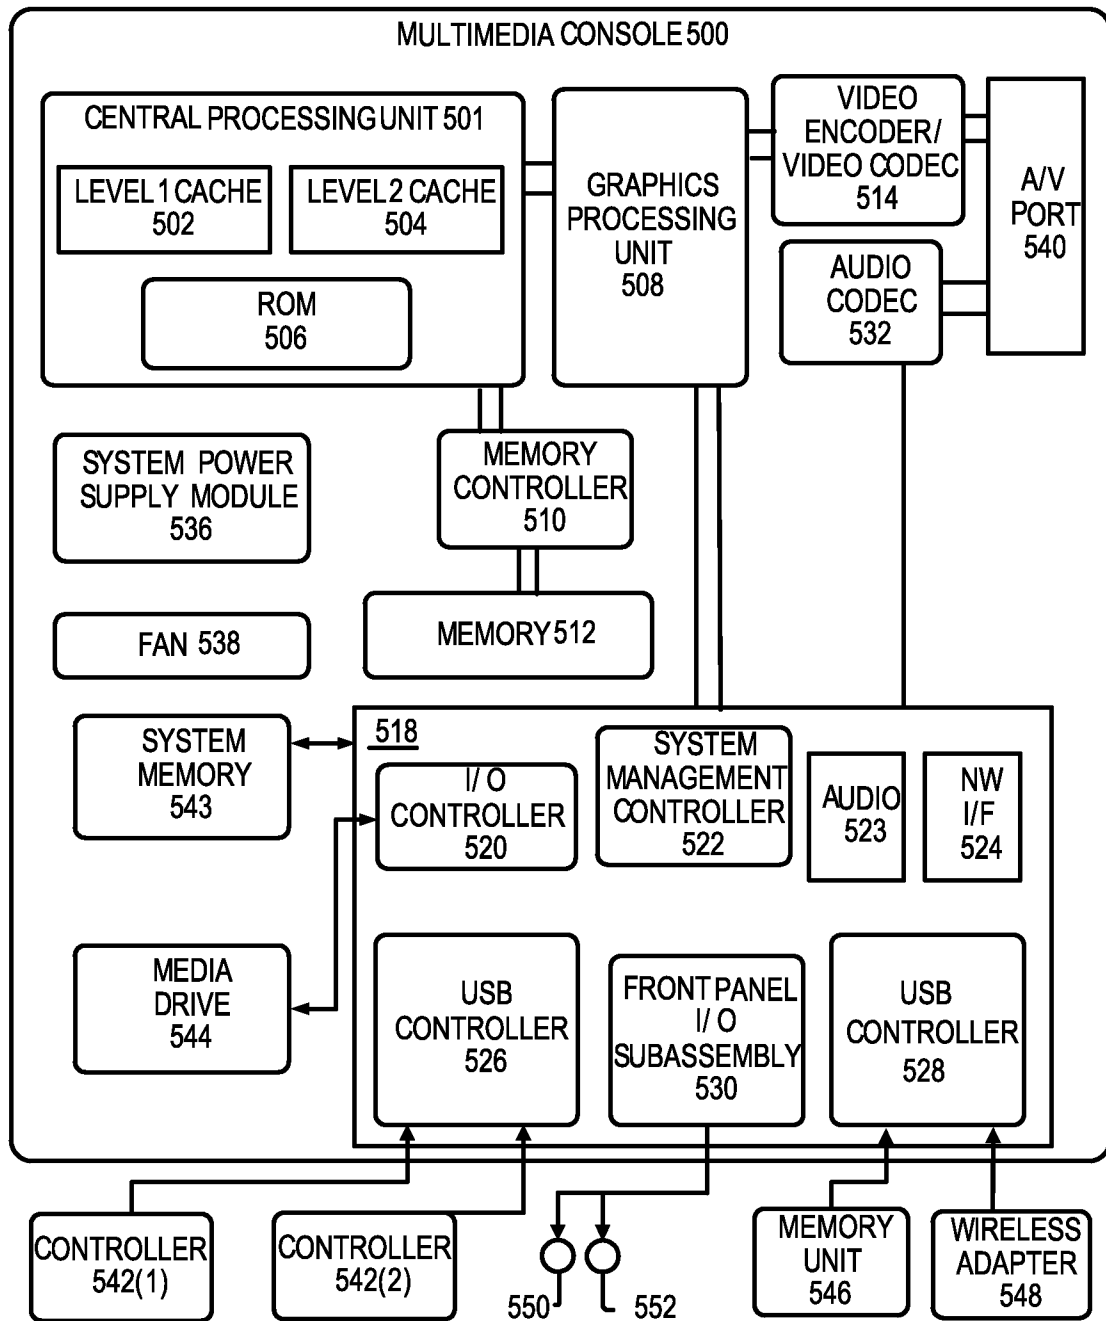 MULTIMEDIA CONSOLE 500
CENTRAL PROCESSING UNIT 501
LEVEL 1 CACHE
502
LEVEL 2 CACHE
504
ROM
506
GRAPHICS
PROCESSING
UNIT
508
VIDEO
ENCODER/
VIDEO CODEC
514
AUDIO
CODEC
532
A/V
PORT
540
SYSTEM POWER
SUPPLY MODULE
536
MEMORY
CONTROLLER
510
FAN 538
MEMORY 512
SYSTEM
MEMORY
543
518
I/O
CONTROLLER
520
SYSTEM
MANAGEMENT
CONTROLLER
522
AUDIO
523
NW
I/F
524
MEDIA
DRIVE
544
USB
CONTROLLER
526
FRONT PANEL
I/O
SUBASSEMBLY
530
USB
CONTROLLER
528
CONTROLLER
542(1)
CONTROLLER
542(2)
550
552
MEMORY
UNIT
546
WIRELESS
ADAPTER
548